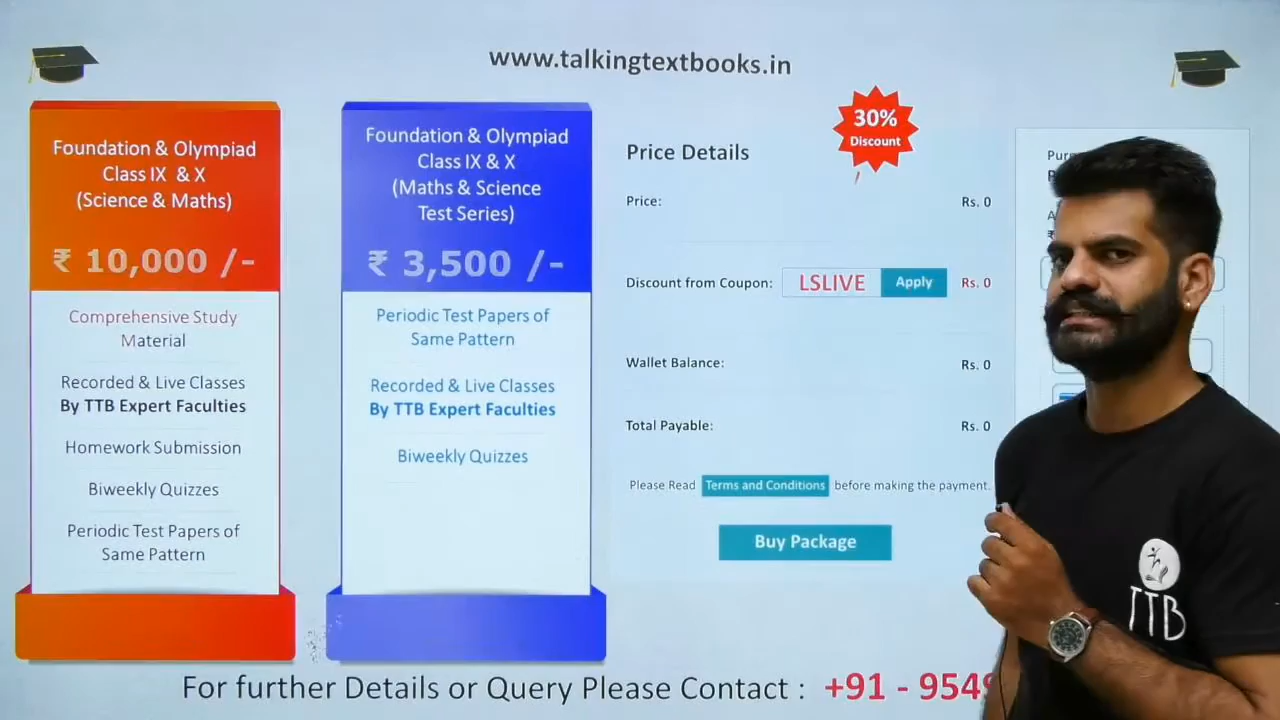 www.talkingtextbooks.in
Foundation & Olympiad
Class IX & X
(Science & Maths)
₹ 10,000 /-
Comprehensive Study
Material
Recorded & Live Classes
By TTB Expert Faculties
Homework Submission
Biweekly Quizzes
Periodic Test Papers of
Same Pattern
Foundation & Olympiad
Class IX & X
(Maths & Science
Test Series)
₹ 3,500 /-
Periodic Test Papers of
Same Pattern
Recorded & Live Classes
By TTB Expert Faculties
Biweekly Quizzes
30%
Discount
Price Details
Price: Rs. 0
Discount from Coupon: LSLIVE Apply Rs. 0
Wallet Balance: Rs. 0
Total Payable: Rs. 0
Please Read Terms and Conditions before making the payment.
Buy Package
TTB
For further Details or Query Please Contact : +91 - 954